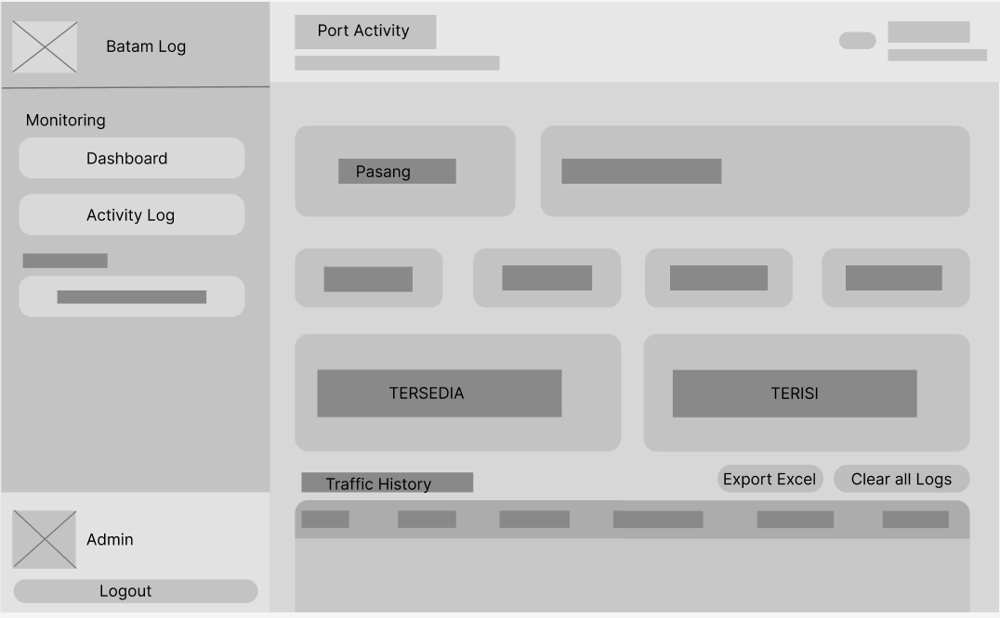 Batam Log
Monitoring
Dashboard
Activity Log
Admin
Logout
Port Activity
Pasang
TERSEDIA
TERISI
Traffic History
Export Excel
Clear all Logs